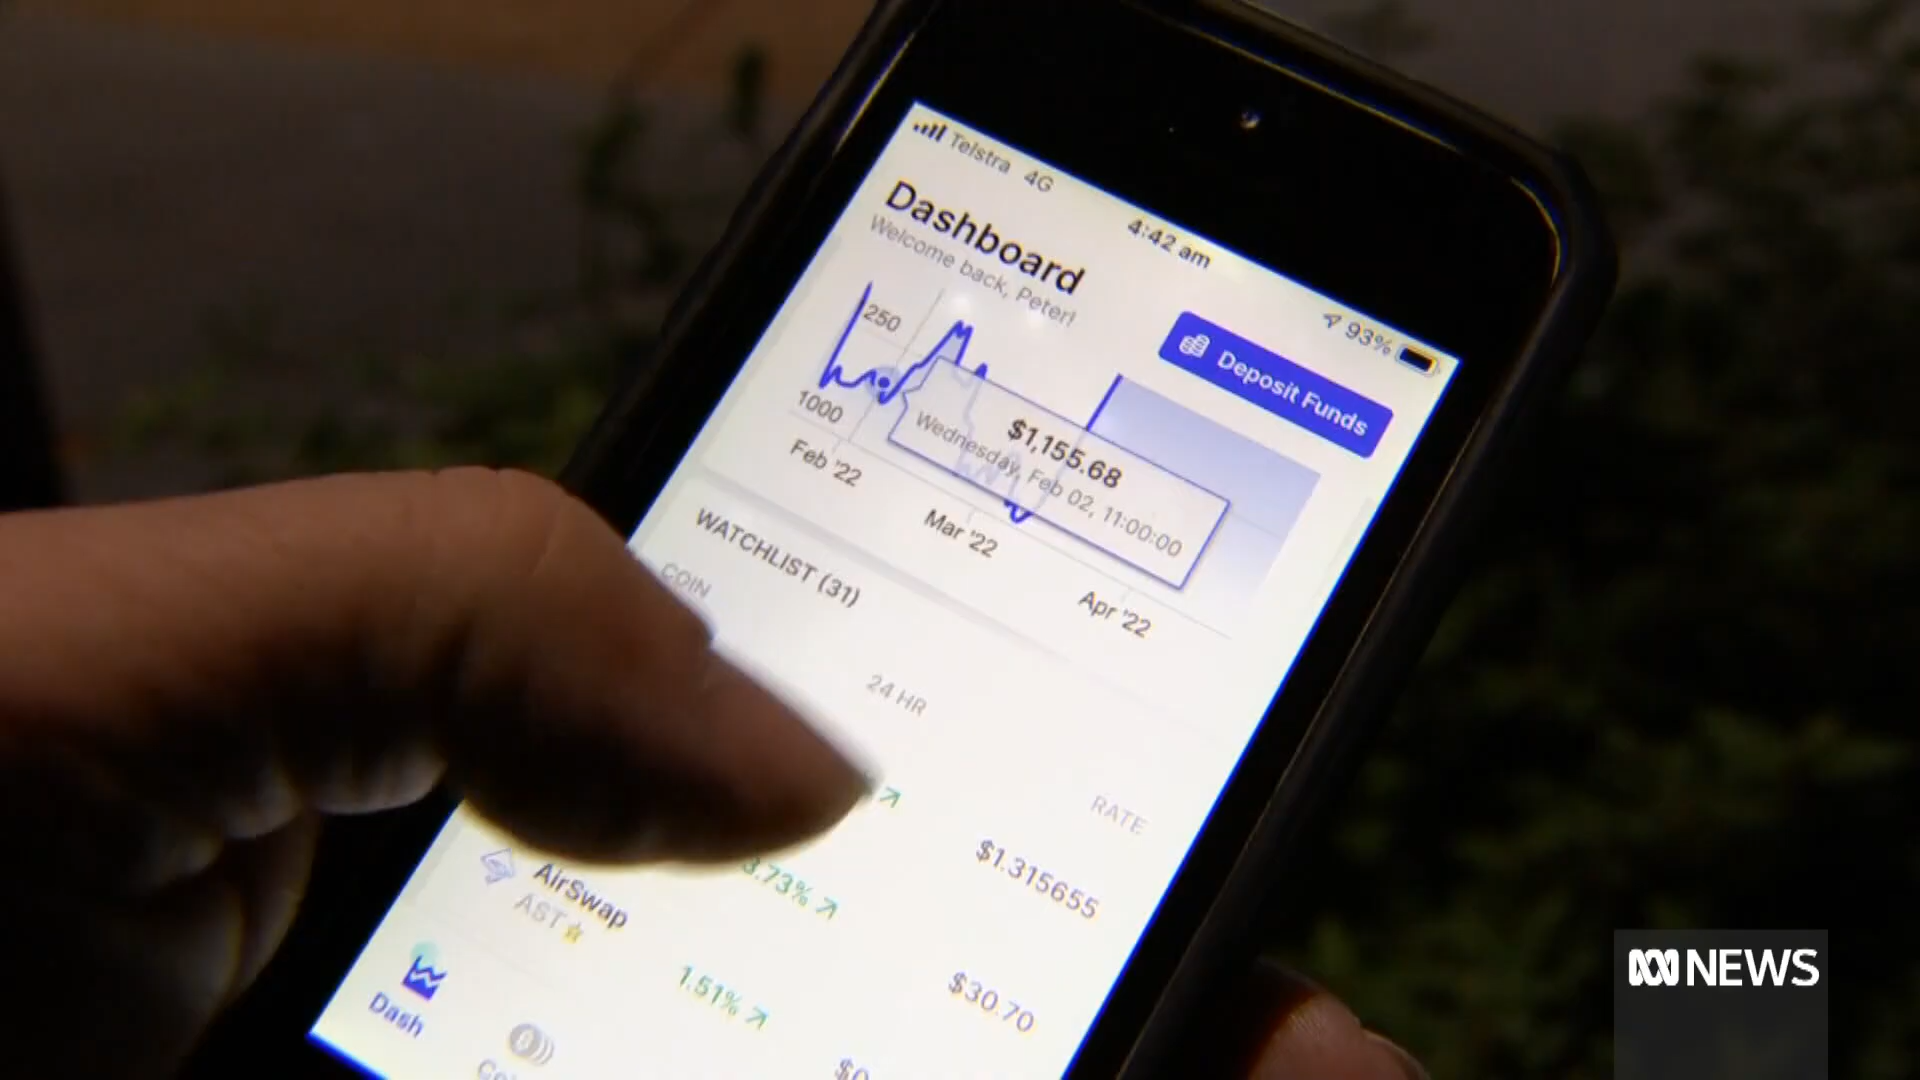 Telstra 4G 4:42 am 93%
Dashboard
Welcome back, Peter!
Deposit Funds
250
1000
$1,155.68
Wednesday, Feb 02, 11:00:00
Feb '22 Mar '22 Apr '22
WATCHLIST (31)
COIN 24 HR RATE
$1.315655
3.73%
$30.70
AirSwap
AST
1.51%
Dash
NEWS